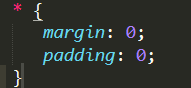 * {
margin: 0;
padding: 0;
}